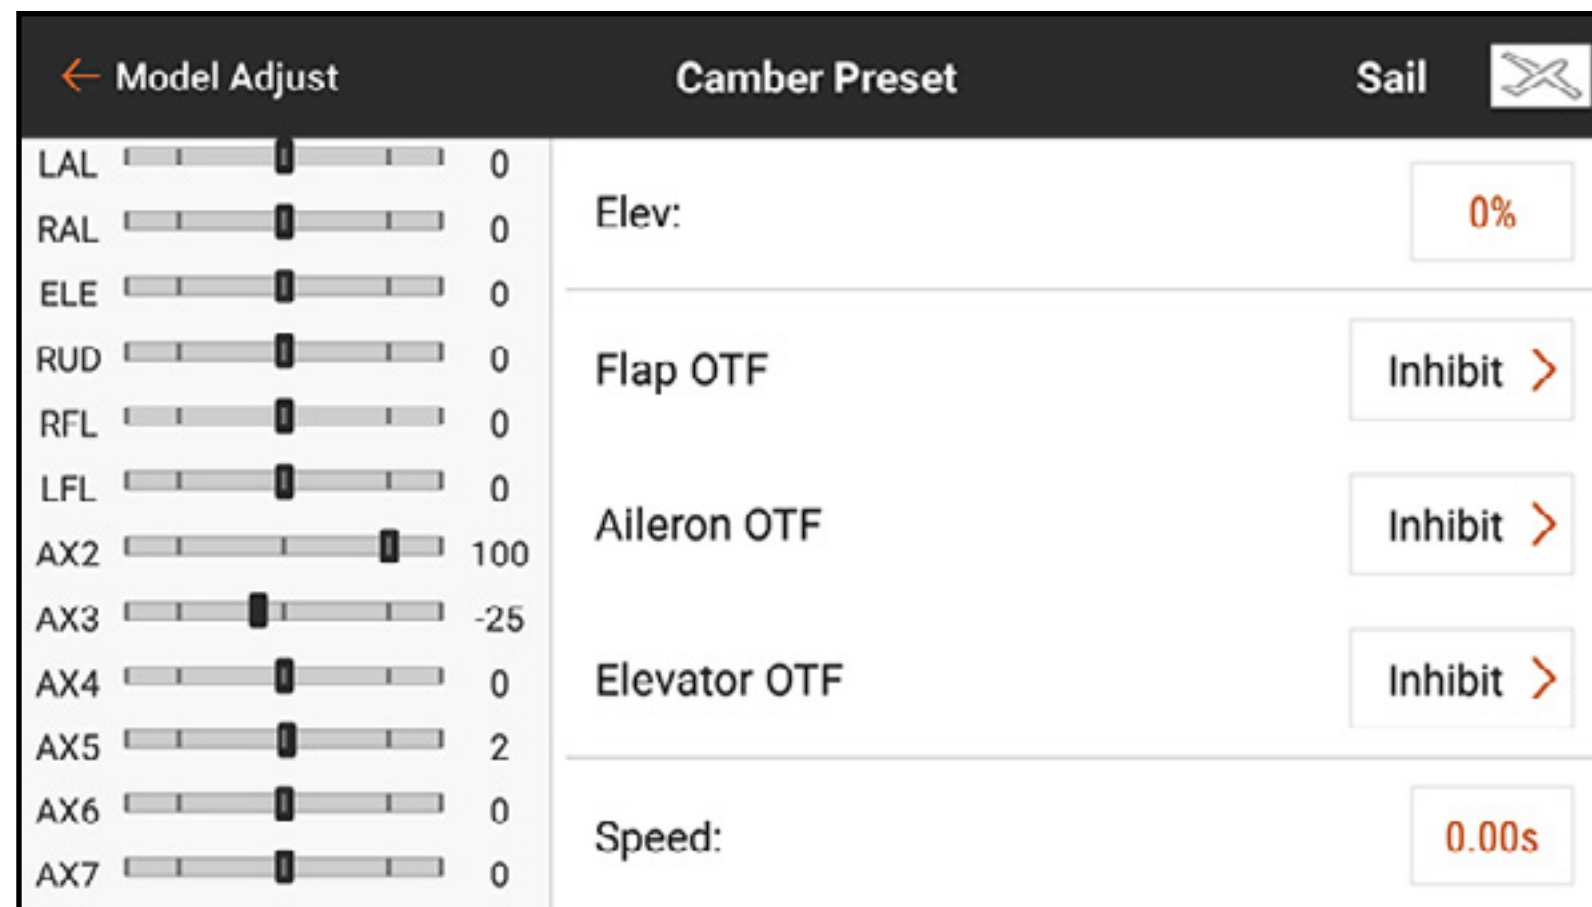 ← Model Adjust
Camber Preset
Sail
LAL 0
RAL 0
ELE 0
RUD 0
RFL 0
LFL 0
AX2 100
AX3 -25
AX4 0
AX5 2
AX6 0
AX7 0
Elev: 0%
Flap OTF Inhibit >
Aileron OTF Inhibit >
Elevator OTF Inhibit >
Speed: 0.00s